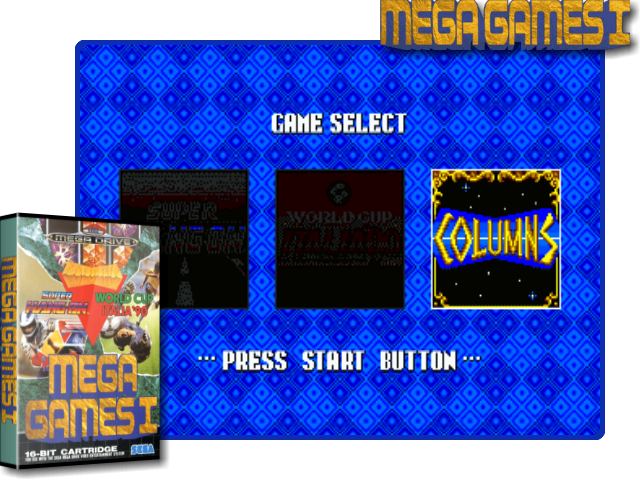 MEGA GAMES I
GAME SELECT
SUPER
WORLD CUP
COLUMNS
... PRESS START BUTTON ...
MEGA GAMES I
MEGA DRIVE
SUPER
WORLD CUP
ITALIA '90
MEGA
GAMES I
16-BIT CARTRIDGE
SEGA